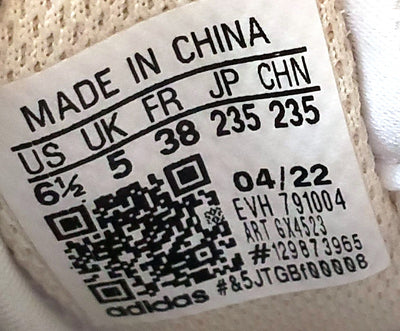 MADE IN CHINA
US UK FR JP CHN
6½ 5 38 235 235
04/22
EVH 791004
ART GX4523
#129873965
#&5JTGBf00008
adidas